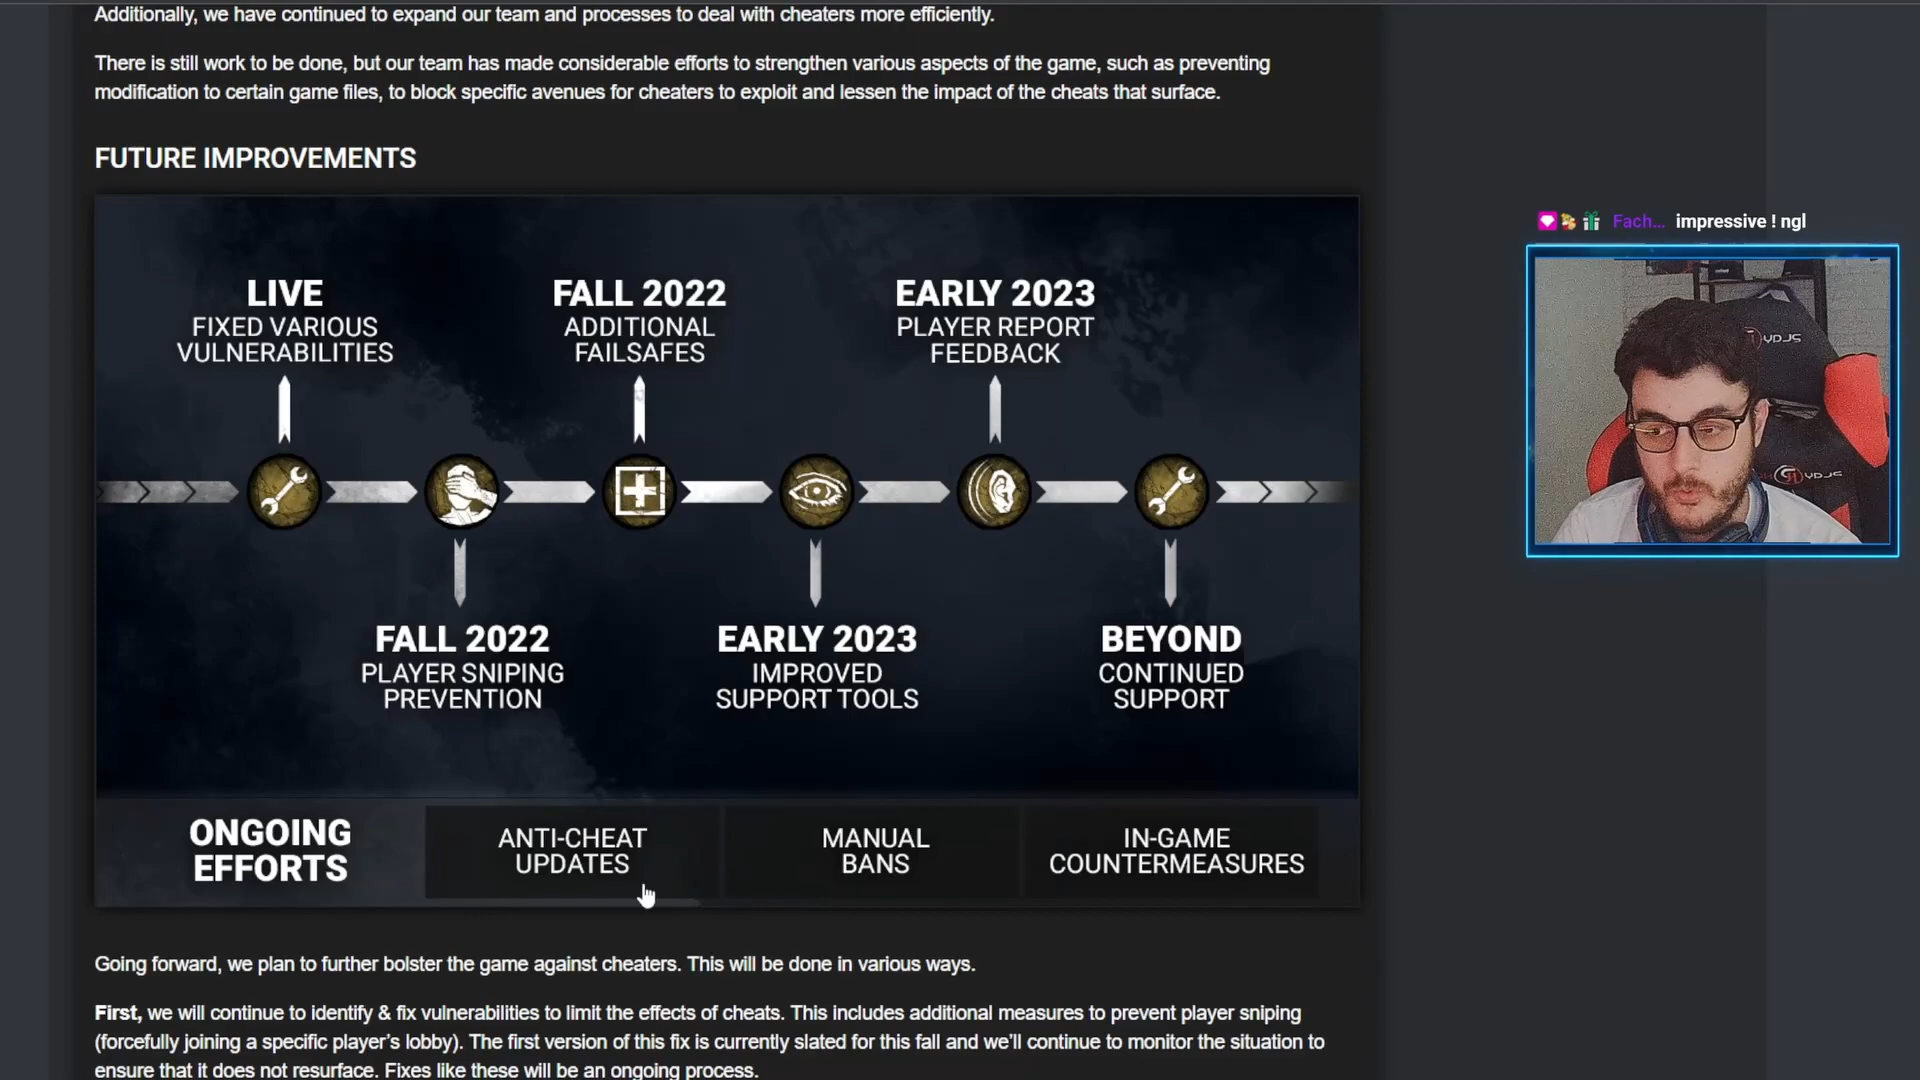 Additionally, we have continued to expand our team and processes to deal with cheaters more efficiently.
There is still work to be done, but our team has made considerable efforts to strengthen various aspects of the game, such as preventing
modification to certain game files, to block specific avenues for cheaters to exploit and lessen the impact of the cheats that surface.
FUTURE IMPROVEMENTS
Fach... impressive ! ngl
LIVE
FIXED VARIOUS
VULNERABILITIES
FALL 2022
ADDITIONAL
FAILSAFES
EARLY 2023
PLAYER REPORT
FEEDBACK
FALL 2022
PLAYER SNIPING
PREVENTION
EARLY 2023
IMPROVED
SUPPORT TOOLS
BEYOND
CONTINUED
SUPPORT
ONGOING
EFFORTS
ANTI-CHEAT
UPDATES
MANUAL
BANS
IN-GAME
COUNTERMEASURES
Going forward, we plan to further bolster the game against cheaters. This will be done in various ways.
First, we will continue to identify & fix vulnerabilities to limit the effects of cheats. This includes additional measures to prevent player sniping
(forcefully joining a specific player's lobby). The first version of this fix is currently slated for this fall and we'll continue to monitor the situation to
ensure that it does not resurface. Fixes like these will be an ongoing process.